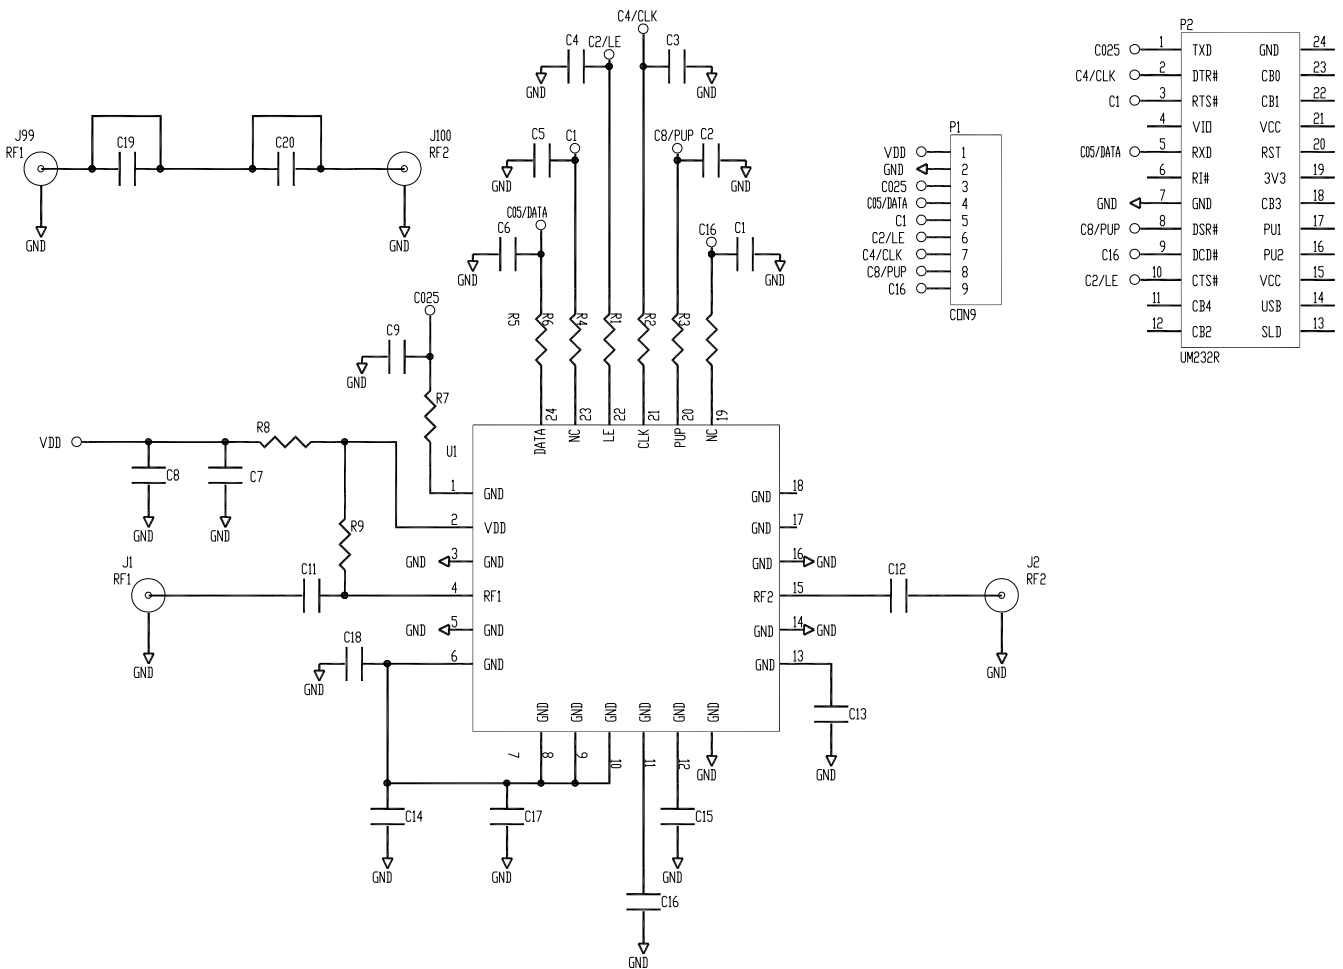 C4/CLK
C4
C2/LE
C3
GND
GND
J99
RF1
C19
C20
J100
RF2
GND
GND
C5
C1
C8/PUP
C2
GND
GND
C05/DATA
C6
C16
C1
GND
GND
C025
C9
GND
R5
R6
R4
R1
R2
R3
R7
24
23
22
21
20
19
DATA
NC
LE
CLK
PUP
NC
P1
VDD 1
GND 2
C025 3
C05/DATA 4
C1 5
C2/LE 6
C4/CLK 7
C8/PUP 8
C16 9
CON9
P2
C025 1 TXD GND 24
C4/CLK 2 DTR# CB0 23
C1 3 RTS# CB1 22
4 VIO VCC 21
C05/DATA 5 RXD RST 20
6 RI# 3V3 19
GND 7 GND CB3 18
C8/PUP 8 DSR# PU1 17
C16 9 DCD# PU2 16
C2/LE 10 CTS# VCC 15
11 CB4 USB 14
12 CB2 SLD 13
UM232R
VDD
R8
U1
C8
C7
GND
GND
R9
1 GND
2 VDD
GND 3 GND
4 RF1
GND 5 GND
6 GND
GND 18
GND 17
GND 16 GND
RF2 15
GND 14 GND
GND 13
J1
RF1
C11
GND
C18
GND
C12
J2
RF2
GND
C13
GND
GND
GND
GND
GND
GND
GND
7
8
9
10
11
12
GND
C14
C17
C15
GND
GND
GND
C16
GND